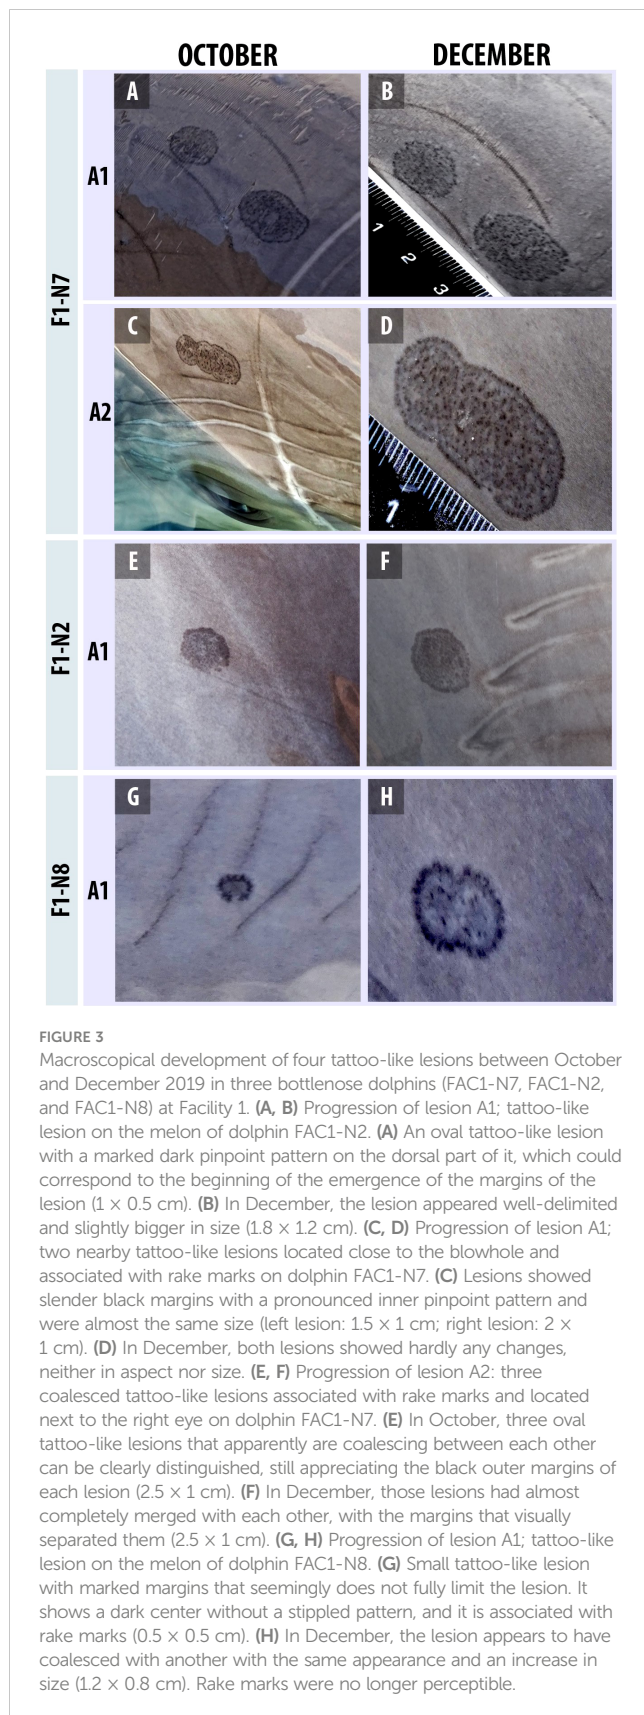 OCTOBER DECEMBER
A B
A1
1 2 3
F1-N7
C D
A2
1
E F
F1-N2
A1
G H
F1-N8
A1
FIGURE 3
Macroscopical development of four tattoo-like lesions between October
and December 2019 in three bottlenose dolphins (FAC1-N7, FAC1-N2,
and FAC1-N8) at Facility 1. (A, B) Progression of lesion A1; tattoo-like
lesion on the melon of dolphin FAC1-N2. (A) An oval tattoo-like lesion
with a marked dark pinpoint pattern on the dorsal part of it, which could
correspond to the beginning of the emergence of the margins of the
lesion (1 × 0.5 cm). (B) In December, the lesion appeared well-delimited
and slightly bigger in size (1.8 × 1.2 cm). (C, D) Progression of lesion A1;
two nearby tattoo-like lesions located close to the blowhole and
associated with rake marks on dolphin FAC1-N7. (C) Lesions showed
slender black margins with a pronounced inner pinpoint pattern and
were almost the same size (left lesion: 1.5 × 1 cm; right lesion: 2 ×
1 cm). (D) In December, both lesions showed hardly any changes,
neither in aspect nor size. (E, F) Progression of lesion A2: three
coalesced tattoo-like lesions associated with rake marks and located
next to the right eye on dolphin FAC1-N7. (E) In October, three oval
tattoo-like lesions that apparently are coalescing between each other
can be clearly distinguished, still appreciating the black outer margins of
each lesion (2.5 × 1 cm). (F) In December, those lesions had almost
completely merged with each other, with the margins that visually
separated them (2.5 × 1 cm). (G, H) Progression of lesion A1; tattoo-like
lesion on the melon of dolphin FAC1-N8. (G) Small tattoo-like lesion
with marked margins that seemingly does not fully limit the lesion. It
shows a dark center without a stippled pattern, and it is associated with
rake marks (0.5 × 0.5 cm). (H) In December, the lesion appears to have
coalesced with another with the same appearance and an increase in
size (1.2 × 0.8 cm). Rake marks were no longer perceptible.